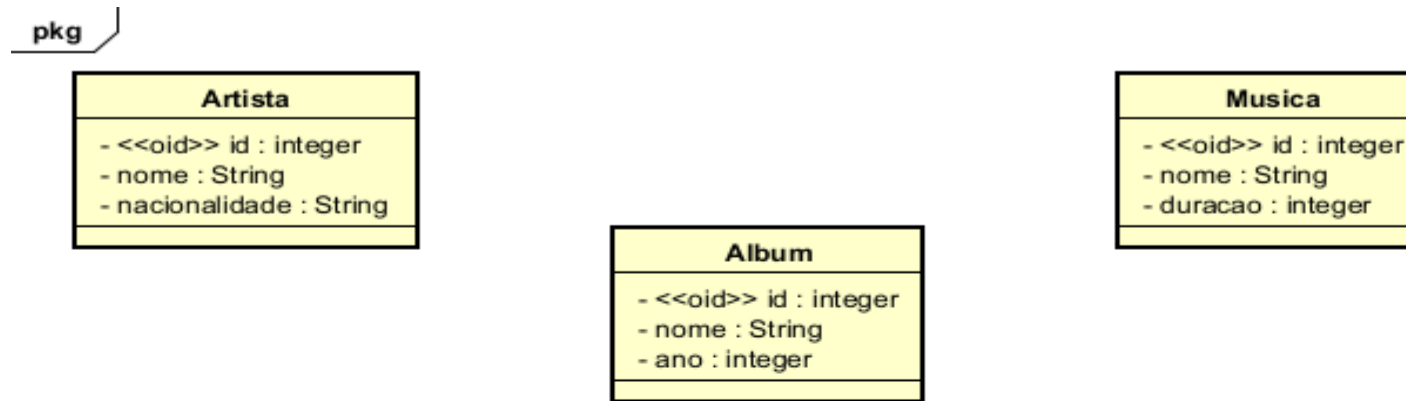 pkg
Artista
- <<oid>> id : integer
- nome : String
- nacionalidade : String
Musica
- <<oid>> id : integer
- nome : String
- duracao : integer
Album
- <<oid>> id : integer
- nome : String
- ano : integer